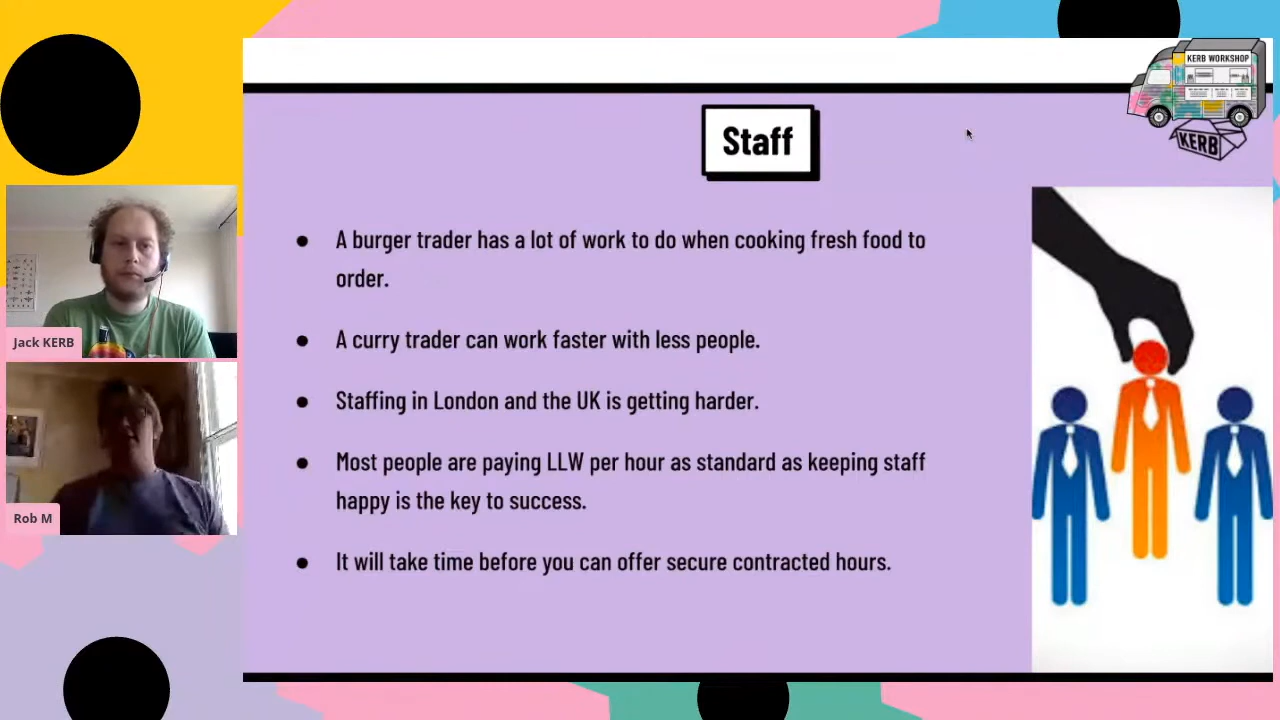 KERB WORKSHOP
KERB
Staff
● A burger trader has a lot of work to do when cooking fresh food to
order.
● A curry trader can work faster with less people.
● Staffing in London and the UK is getting harder.
● Most people are paying LLW per hour as standard as keeping staff
happy is the key to success.
● It will take time before you can offer secure contracted hours.
Jack KERB
Rob M